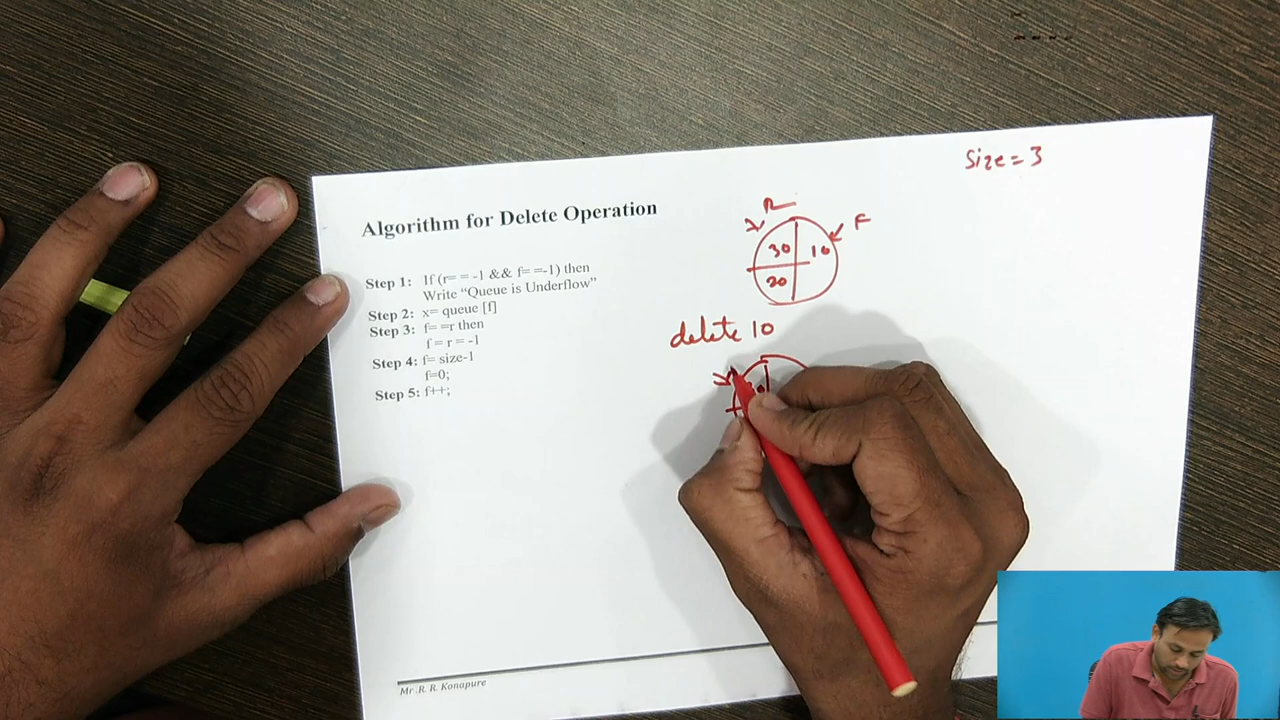 Size = 3
Algorithm for Delete Operation
Step 1: If (r= = -1 && f= =-1) then
Write “Queue is Underflow”
Step 2: x= queue [f]
Step 3: f= =r then
f = r = -1
Step 4: f= size-1
f=0;
Step 5: f++;
R
F
30 10
20
delete 10
Mr .R. R. Konapure